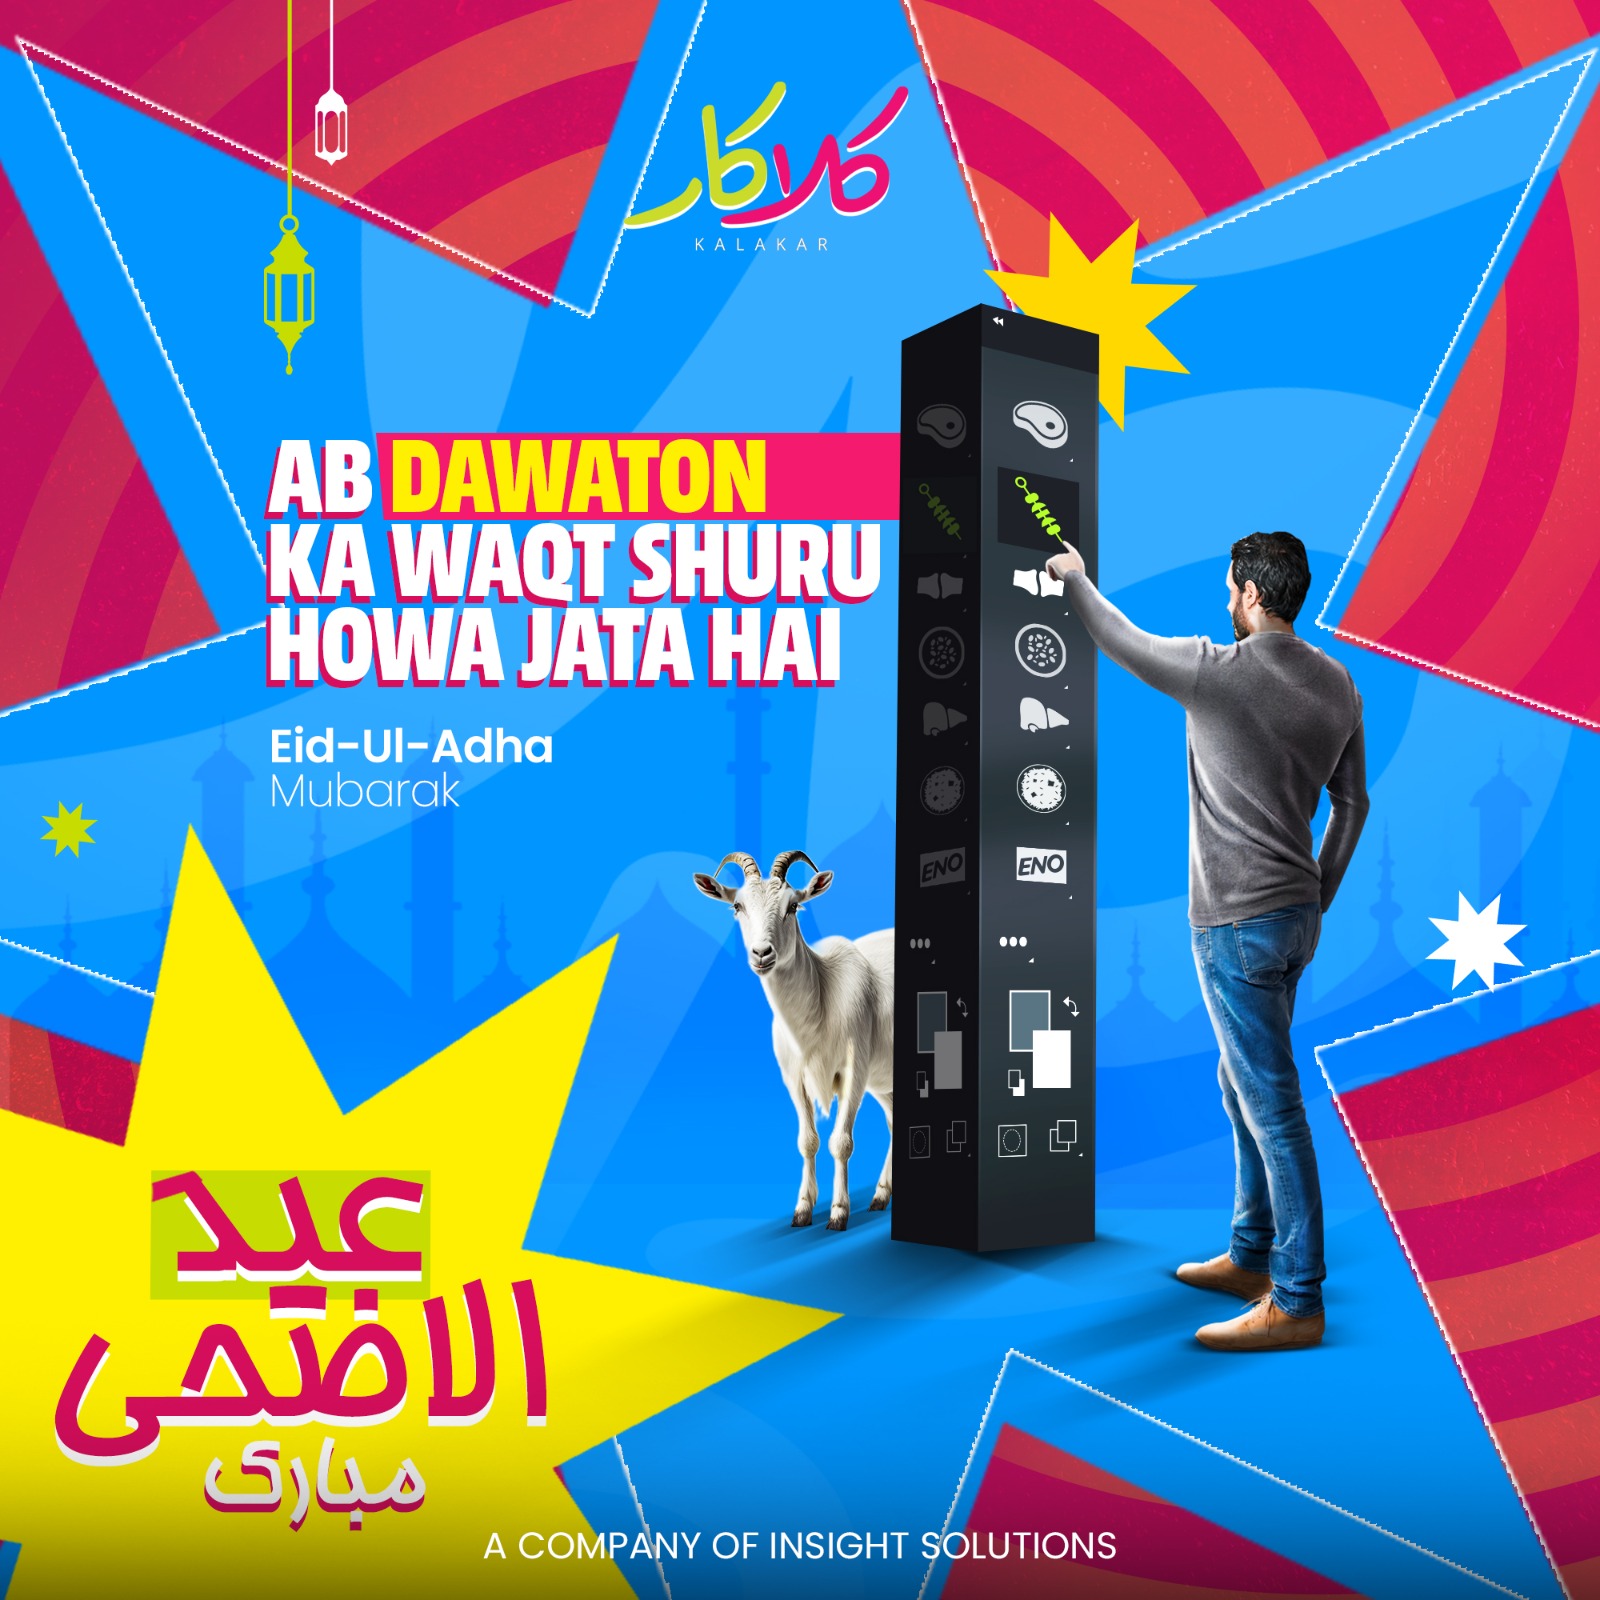 کلاکار
KALAKAR
AB DAWATON
KA WAQT SHURU
HOWA JATA HAI
Eid-Ul-Adha
Mubarak
ENO
ENO
عید
الاضحی
مبارک
A COMPANY OF INSIGHT SOLUTIONS